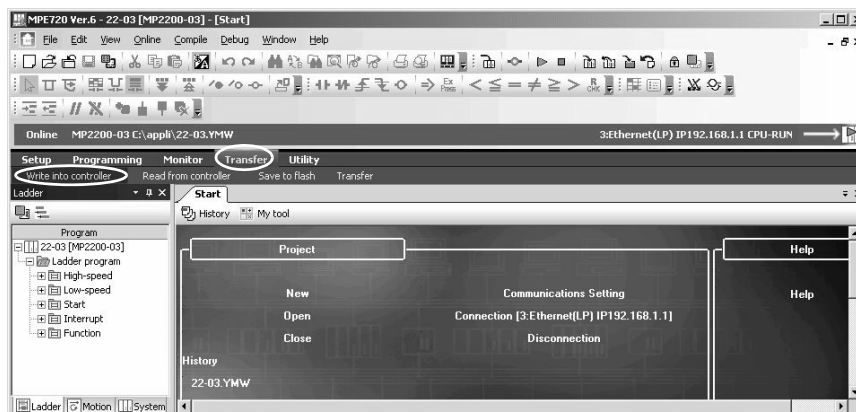 MPE720 Ver.6 - 22-03 [MP2200-03] - [Start]
File Edit View Online Compile Debug Window Help
Online MP2200-03 C:\appli\22-03.YMW 3:Ethernet(LP) IP192.168.1.1 CPU-RUN
Setup Programming Monitor Transfer Utility
Write into controller Read from controller Save to flash Transfer
Ladder Start
History My tool
Program
22-03 [MP2200-03]
Ladder program
High-speed
Low-speed
Start
Interrupt
Function
Project Help
New Communications Setting Help
Open Connection [3:Ethernet(LP) IP192.168.1.1]
Close Disconnection
History
22-03.YMW
Ladder Motion System